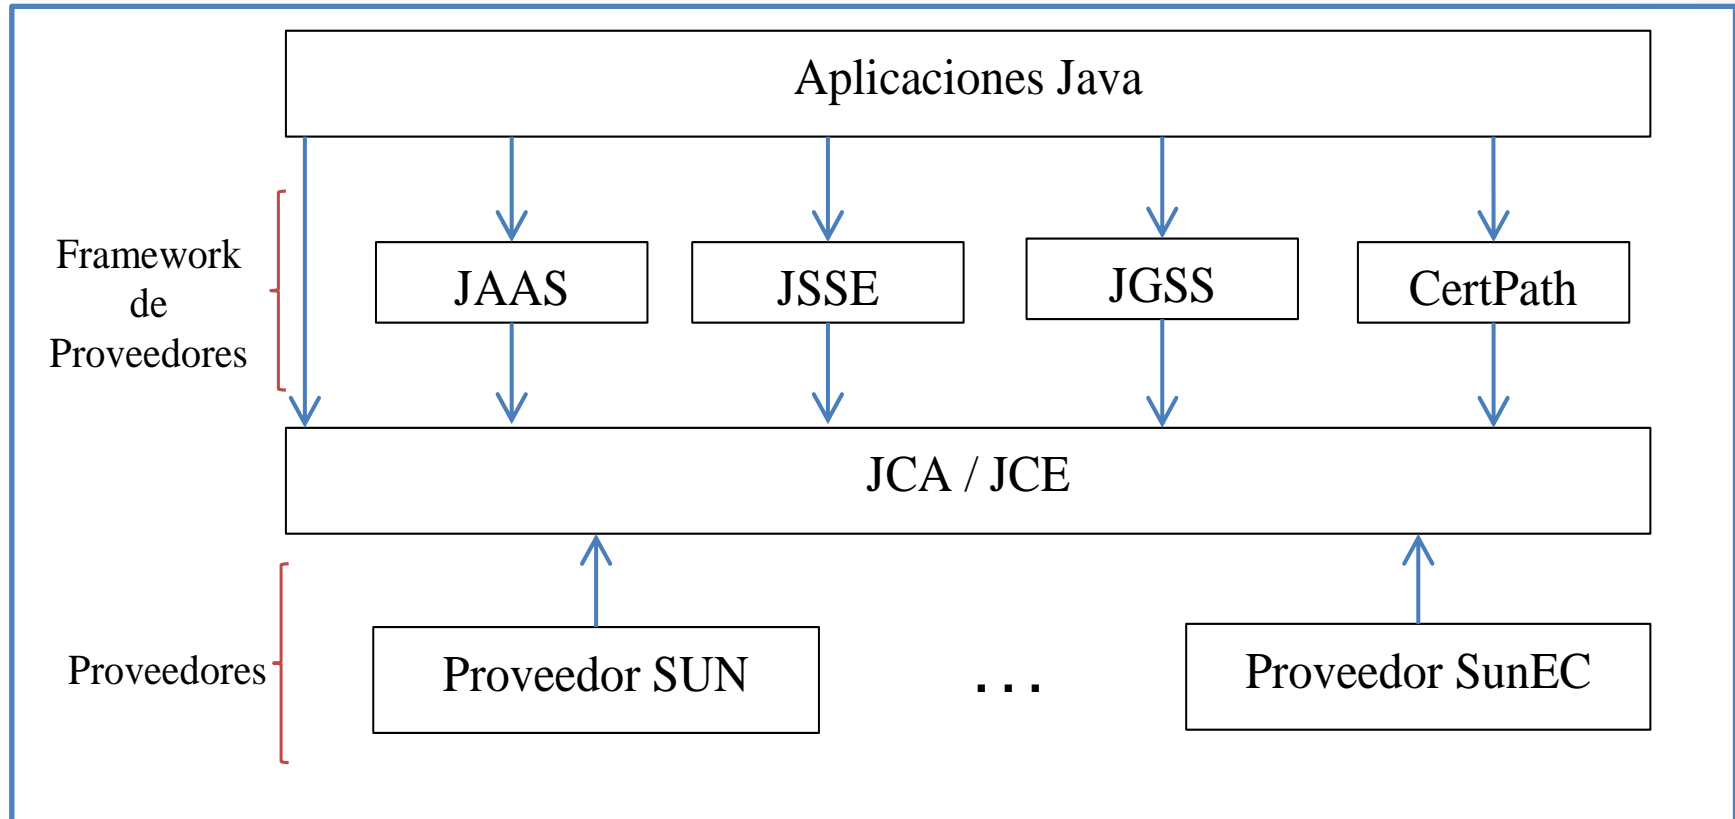 Aplicaciones Java
Framework
de
Proveedores
JAAS
JSSE
JGSS
CertPath
JCA / JCE
Proveedores
Proveedor SUN
...
Proveedor SunEC